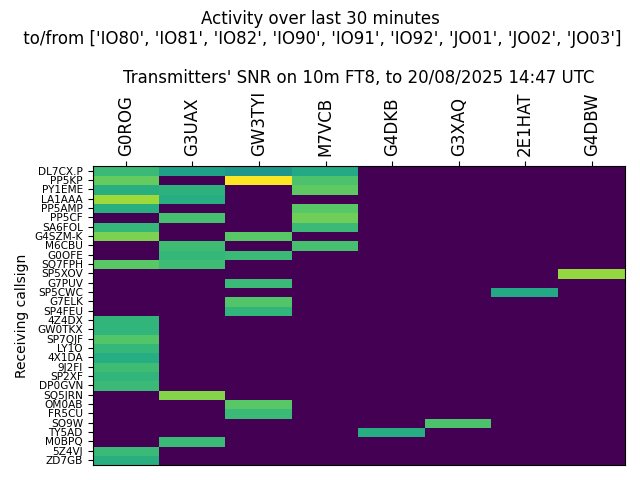 Activity over last 30 minutes
to/from ['IO80', 'IO81', 'IO82', 'IO90', 'IO91', 'IO92', 'JO01', 'JO02', 'JO03']
Transmitters' SNR on 10m FT8, to 20/08/2025 14:47 UTC
G0ROG
G3UAX
GW3TYI
M7VCB
G4DKB
G3XAQ
2E1HAT
G4DBW
Receiving callsign
DL7CX.P
PP5KP
PY1EME
LA1AAA
PP5AMP
PP5CF
SA6FOL
G4SZM-K
M6CBU
G0OFE
SQ7FPH
SP5XOV
G7PUV
SP5CWC
G7ELK
SP4FEU
4Z4DX
GW0TKX
SP7QIF
LY1O
4X1DA
9J2FI
SP2XF
DP0GVN
SQ5JRN
OM0AB
FR5CU
SQ9W
TY5AD
M0BPQ
5Z4VJ
ZD7GB